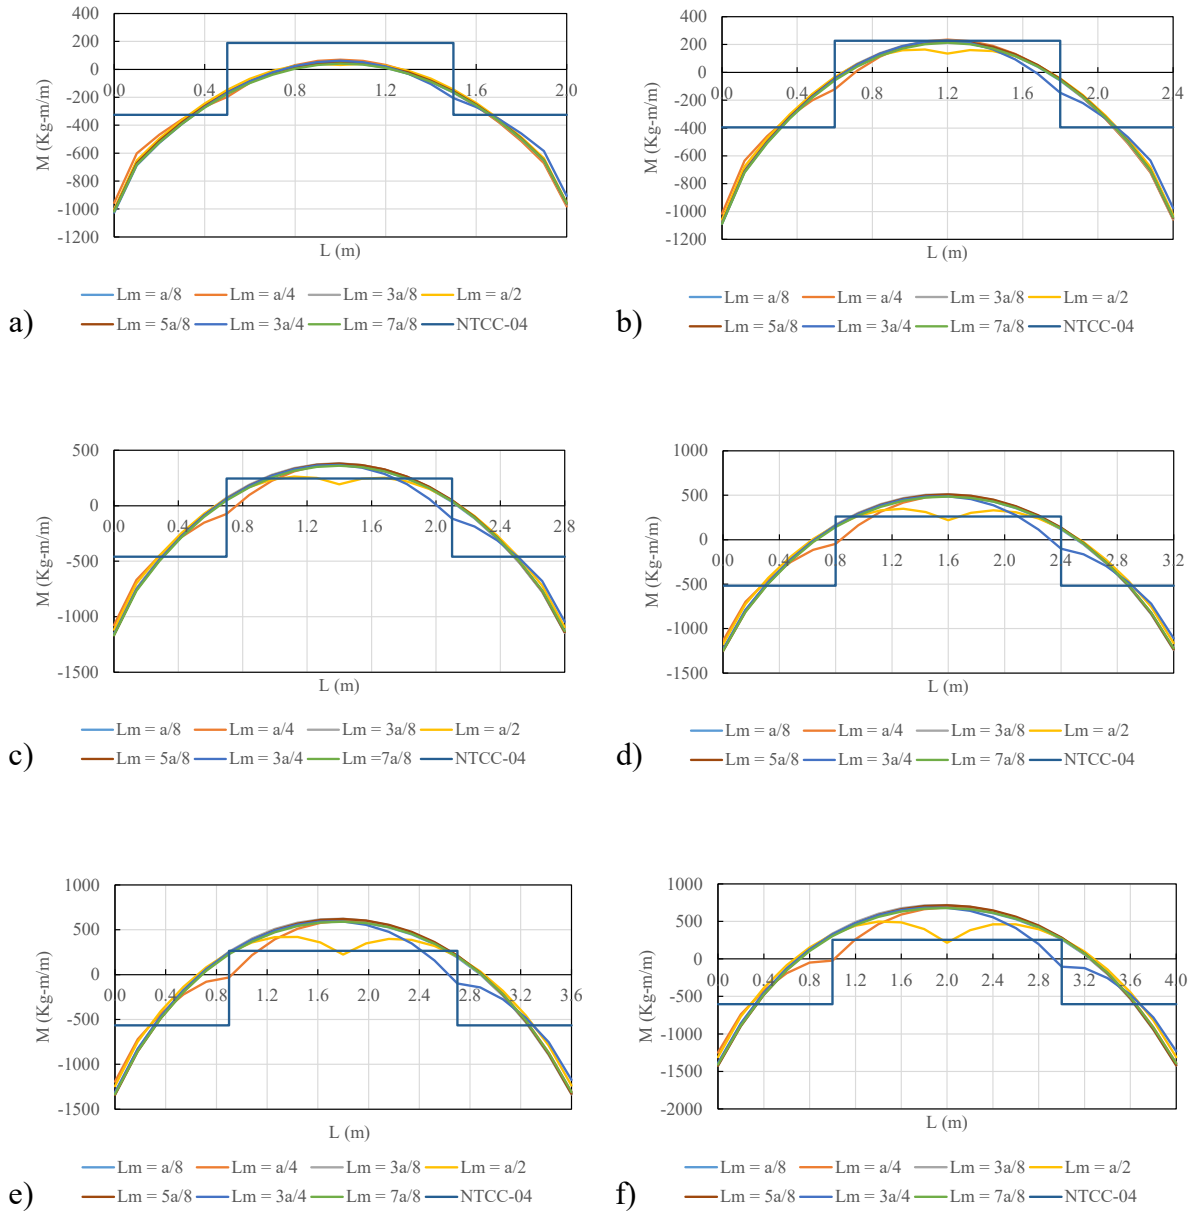 400
200
0
-200
-400
-600
-800
-1000
-1200
0.0 0.4 0.8 1.2 1.6 2.0
M (Kg-m/m)
L (m)
Lm = a/8 Lm = a/4 Lm = 3a/8 Lm = a/2
Lm = 5a/8 Lm = 3a/4 Lm = 7a/8 NTCC-04
a)
400
200
0
-200
-400
-600
-800
-1000
-1200
0.0 0.4 0.8 1.2 1.6 2.0 2.4
M (Kg-m/m)
L (m)
Lm = a/8 Lm = a/4 Lm = 3a/8 Lm = a/2
Lm = 5a/8 Lm = 3a/4 Lm = 7a/8 NTCC-04
b)
500
0
-500
-1000
-1500
0.0 0.4 0.8 1.2 1.6 2.0 2.4 2.8
M (Kg-m/m)
L (m)
Lm = a/8 Lm = a/4 Lm = 3a/8 Lm = a/2
Lm = 5a/8 Lm = 3a/4 Lm =7a/8 NTCC-04
c)
1000
500
0
-500
-1000
-1500
0.0 0.4 0.8 1.2 1.6 2.0 2.4 2.8 3.2
M (Kg-m/m)
L (m)
Lm = a/8 Lm = a/4 Lm = 3a/8 Lm = a/2
Lm = 5a/8 Lm = 3a/4 Lm = 7a/8 NTCC-04
d)
1000
500
0
-500
-1000
-1500
0.0 0.4 0.8 1.2 1.6 2.0 2.4 2.8 3.2 3.6
M (Kg-m/m)
L (m)
Lm = a/8 Lm = a/4 Lm = 3a/8 Lm = a/2
Lm = 5a/8 Lm = 3a/4 Lm = 7a/8 NTCC-04
e)
1000
500
0
-500
-1000
-1500
-2000
0.0 0.4 0.8 1.2 1.6 2.0 2.4 2.8 3.2 3.6 4.0
M (Kg-m/m)
L (m)
Lm = a/8 Lm = a/4 Lm = 3a/8 Lm = a/2
Lm = 5a/8 Lm = 3a/4 Lm = 7a/8 NTCC-04
f)